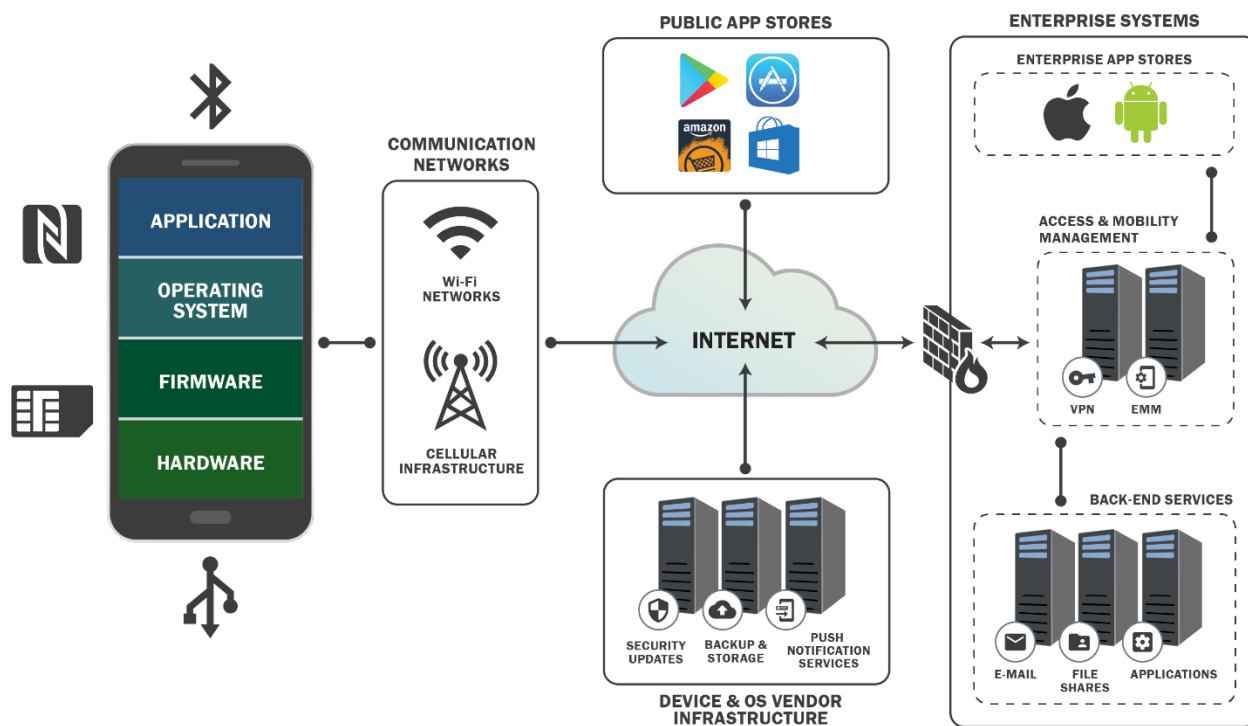 PUBLIC APP STORES
amazon
ENTERPRISE SYSTEMS
ENTERPRISE APP STORES
COMMUNICATION
NETWORKS
Wi-Fi
NETWORKS
CELLULAR
INFRASTRUCTURE
APPLICATION
OPERATING
SYSTEM
FIRMWARE
HARDWARE
INTERNET
ACCESS & MOBILITY
MANAGEMENT
VPN
EMM
BACK-END SERVICES
E-MAIL
FILE
SHARES
APPLICATIONS
SECURITY
UPDATES
BACKUP &
STORAGE
PUSH
NOTIFICATION
SERVICES
DEVICE & OS VENDOR
INFRASTRUCTURE